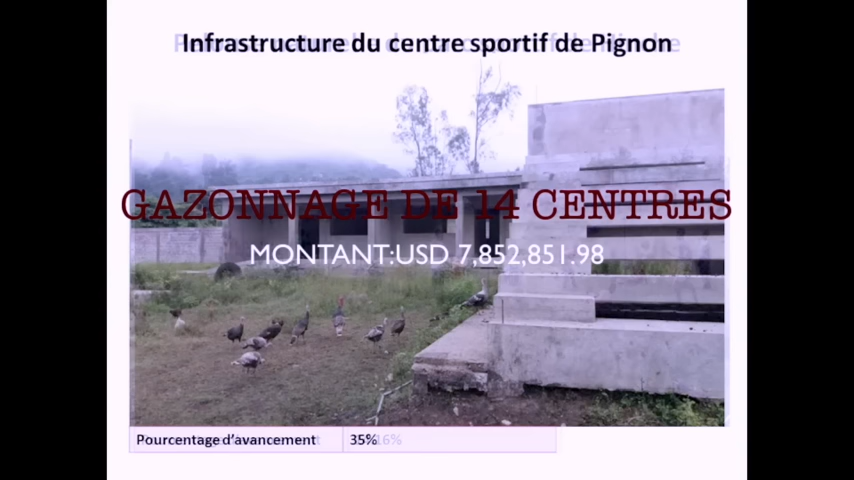 Infrastructure du centre sportif de Pignon
GAZONNAGE DE 14 CENTRES
MONTANT:USD 7,852,851.98
Pourcentage d'avancement 35% 16%